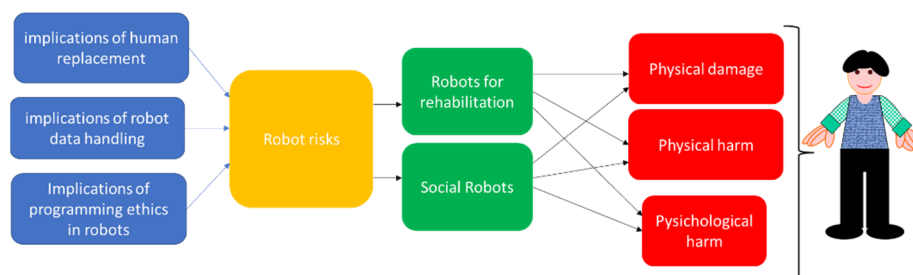 implications of human
replacement
implications of robot
data handling
Implications of
programming ethics
in robots
Robot risks
Robots for
rehabilitation
Social Robots
Physical damage
Physical harm
Pysichological
harm